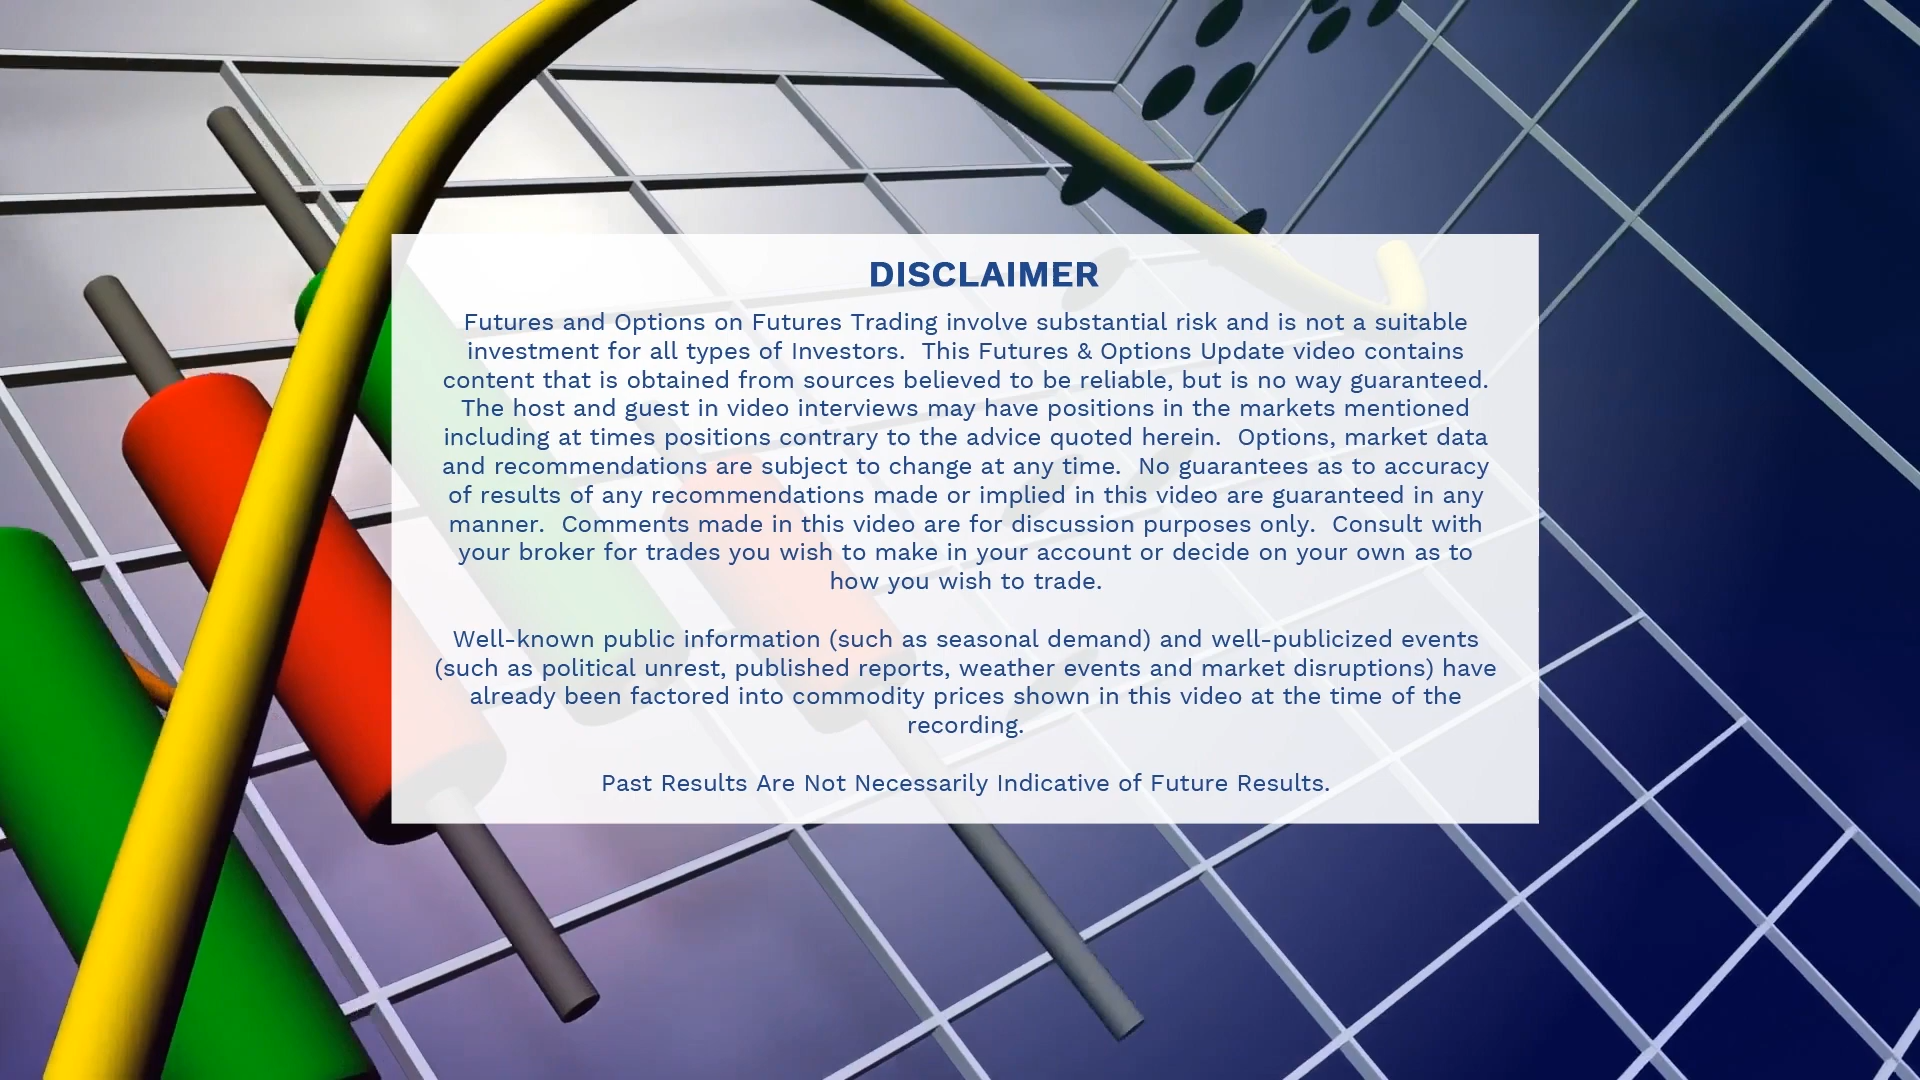 DISCLAIMER
Futures and Options on Futures Trading involve substantial risk and is not a suitable
investment for all types of Investors.  This Futures & Options Update video contains
content that is obtained from sources believed to be reliable, but is no way guaranteed.
The host and guest in video interviews may have positions in the markets mentioned
including at times positions contrary to the advice quoted herein.  Options, market data
and recommendations are subject to change at any time.  No guarantees as to accuracy
of results of any recommendations made or implied in this video are guaranteed in any
manner.  Comments made in this video are for discussion purposes only.  Consult with
your broker for trades you wish to make in your account or decide on your own as to
how you wish to trade.
Well-known public information (such as seasonal demand) and well-publicized events
(such as political unrest, published reports, weather events and market disruptions) have
already been factored into commodity prices shown in this video at the time of the
recording.
Past Results Are Not Necessarily Indicative of Future Results.